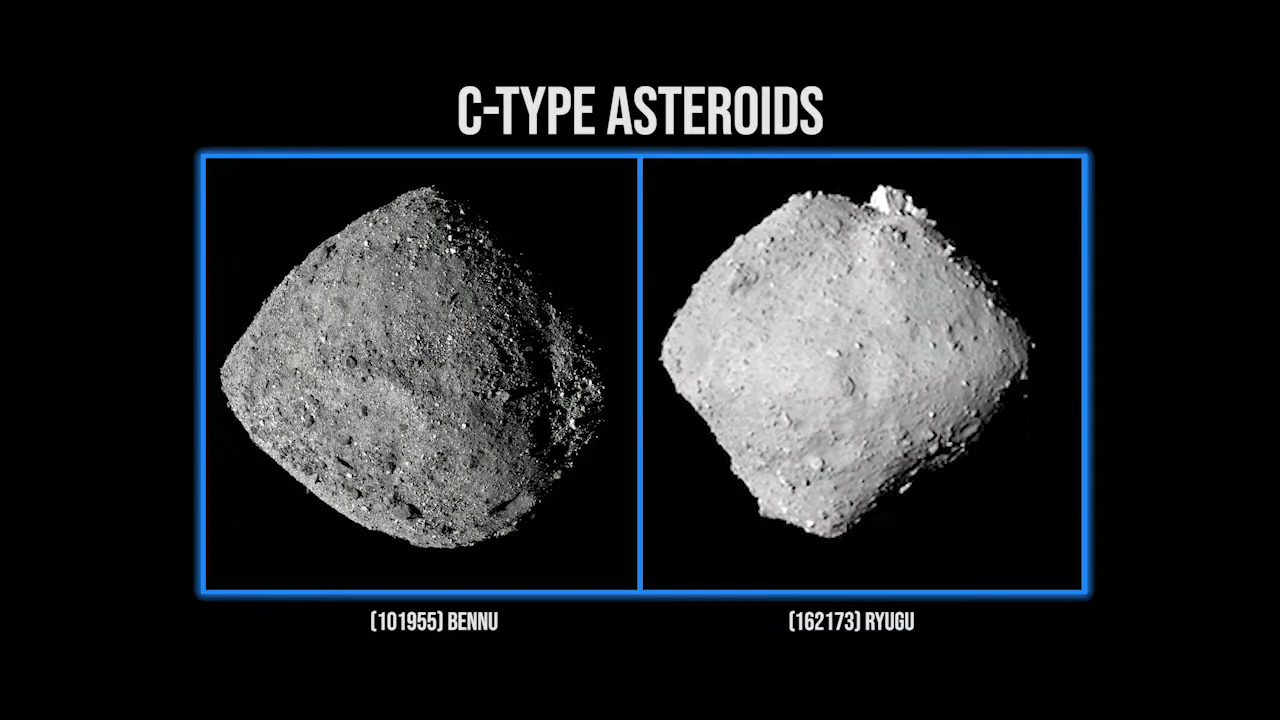 C-TYPE ASTEROIDS
(101955) BENNU
(162173) RYUGU